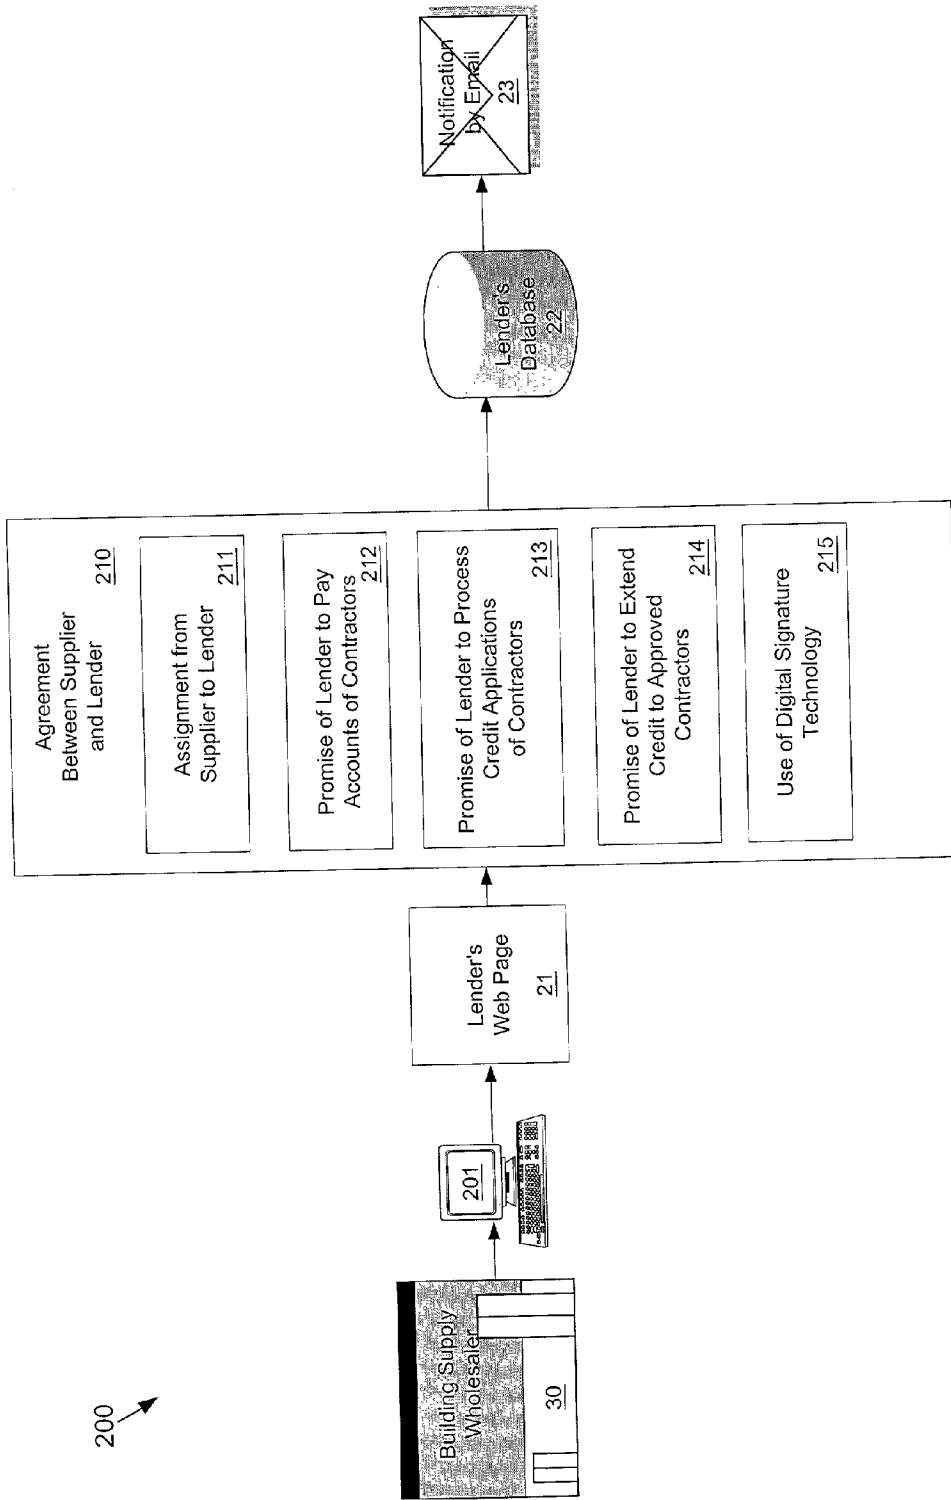 200
Building Supply
Wholesaler
30
201
Lender's
Web Page
21
Agreement
Between Supplier
and Lender
210
Assignment from
Supplier to Lender
211
Promise of Lender to Pay
Accounts of Contractors
212
Promise of Lender to Process
Credit Applications
of Contractors
213
Promise of Lender to Extend
Credit to Approved
Contractors
214
Use of Digital Signature
Technology
215
Lender's
Database
22
Notification
by Email
23